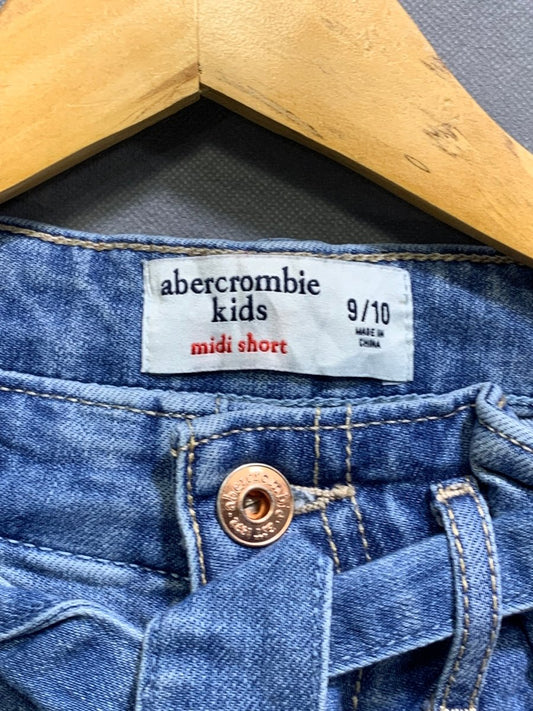 abercrombie
kids
midi short
9/10
MADE IN
CHINA